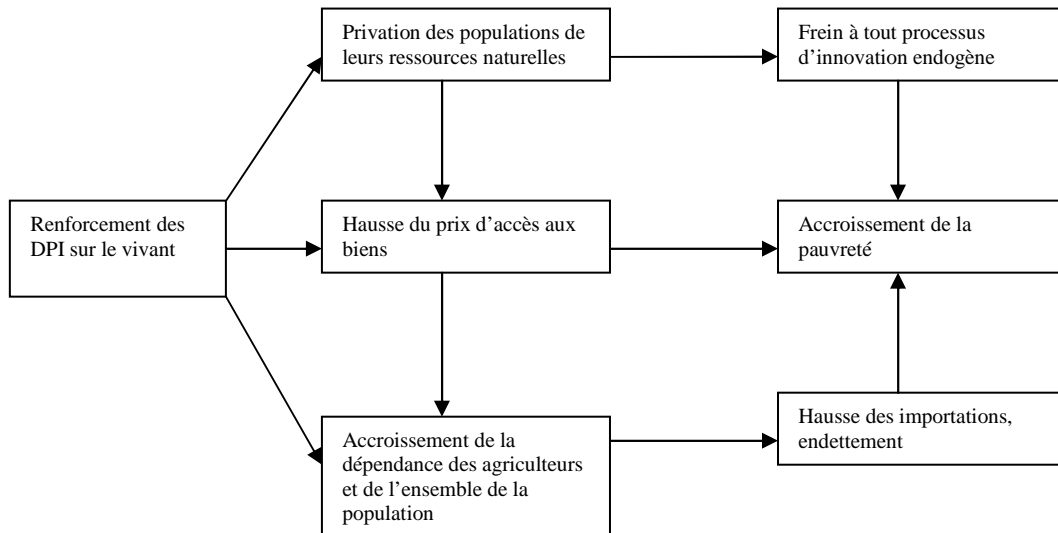 Privation des populations de
leurs ressources naturelles
Frein à tout processus
d’innovation endogène
Renforcement des
DPI sur le vivant
Hausse du prix d’accès aux
biens
Accroissement de la
pauvreté
Accroissement de la
dépendance des agriculteurs
et de l’ensemble de la
population
Hausse des importations,
endettement